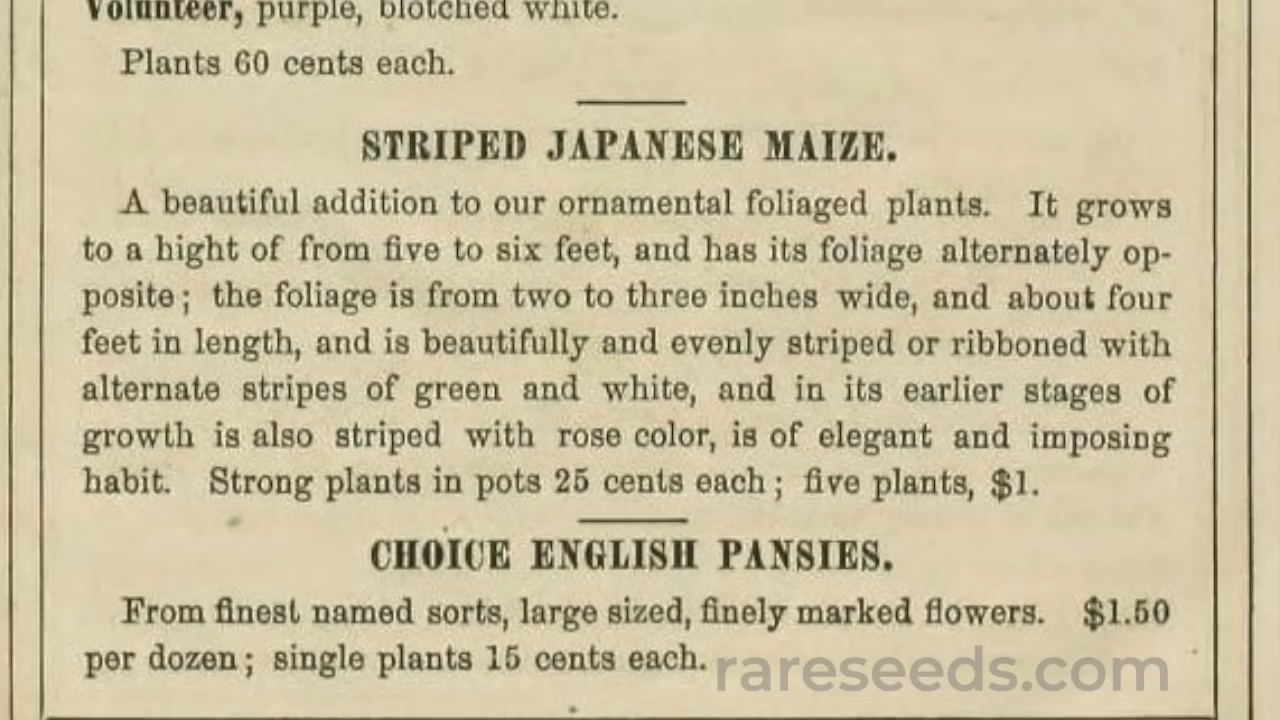 Volunteer, purple, blotched white.
Plants 60 cents each.
STRIPED JAPANESE MAIZE.
A beautiful addition to our ornamental foliaged plants. It grows
to a hight of from five to six feet, and has its foliage alternately op-
posite; the foliage is from two to three inches wide, and about four
feet in length, and is beautifully and evenly striped or ribboned with
alternate stripes of green and white, and in its earlier stages of
growth is also striped with rose color, is of elegant and imposing
habit. Strong plants in pots 25 cents each; five plants, $1.
CHOICE ENGLISH PANSIES.
From finest named sorts, large sized, finely marked flowers. $1.50
per dozen; single plants 15 cents each.
rareseeds.com